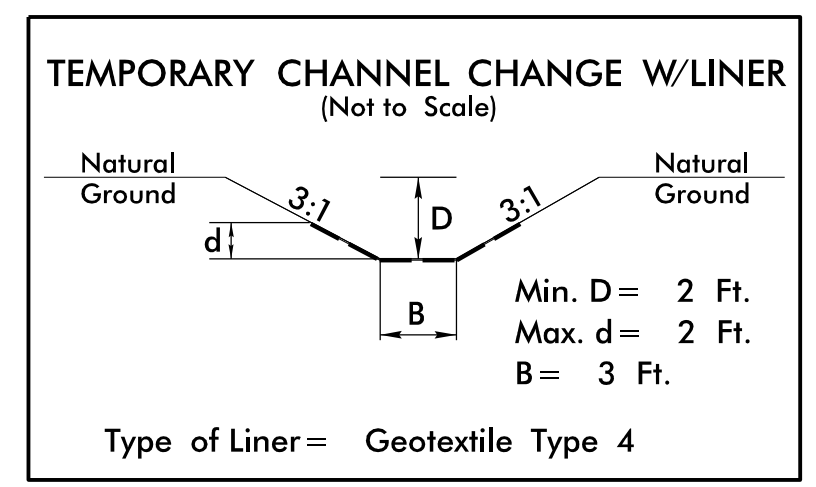 TEMPORARY CHANNEL CHANGE W/LINER
(Not to Scale)
Natural
Ground
3:1
d
D
3:1
Natural
Ground
B
Min. D = 2 Ft.
Max. d = 2 Ft.
B = 3 Ft.
Type of Liner = Geotextile Type 4